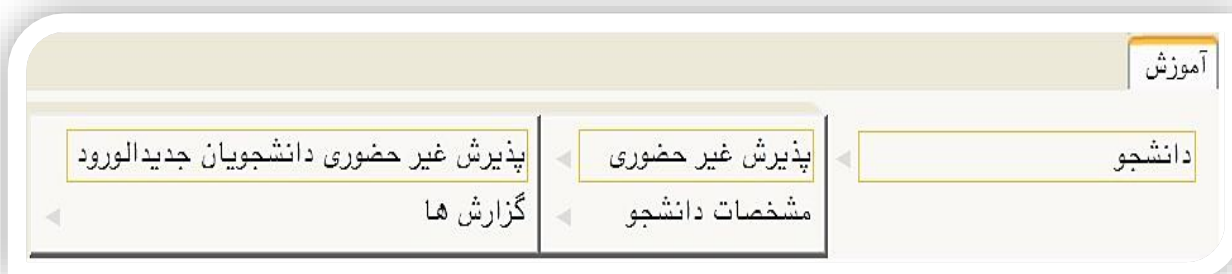 آموزش
دانشجو
پذیرش غیر حضوری
مشخصات دانشجو
پذیرش غیر حضوری دانشجویان جدیدالورود
گزارش ها